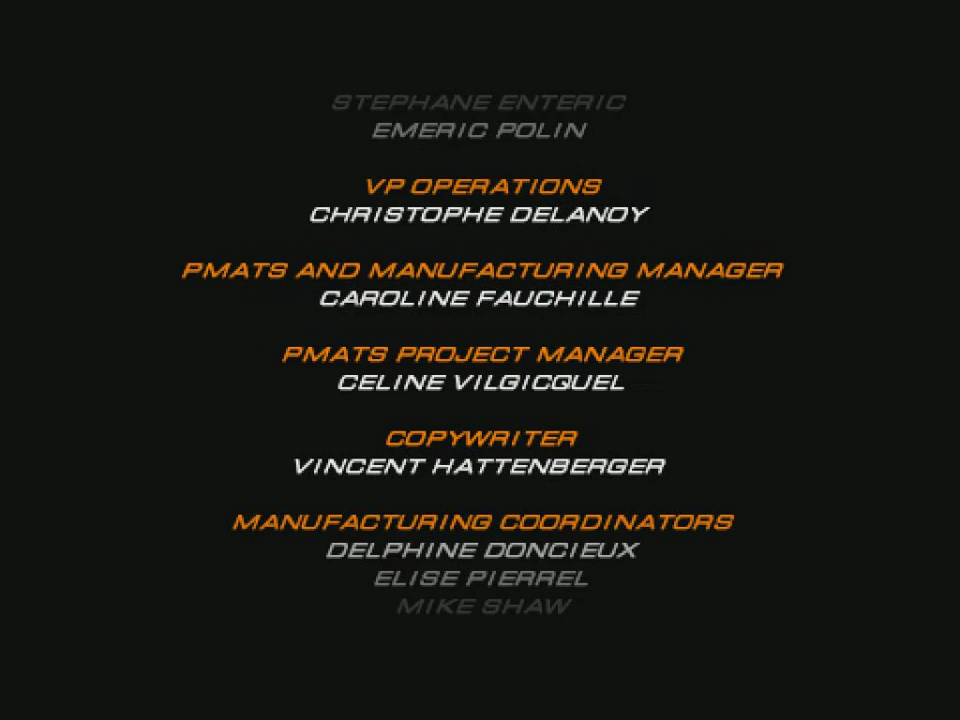 STEPHANE ENTERIC
EMERIC POLIN
VP OPERATIONS
CHRISTOPHE DELANOY
PMATS AND MANUFACTURING MANAGER
CAROLINE FAUCHILLE
PMATS PROJECT MANAGER
CELINE VILGICQUEL
COPYWRITER
VINCENT HATTENBERGER
MANUFACTURING COORDINATORS
DELPHINE DONCIEUX
ELISE PIERREL
MIKE SHAW